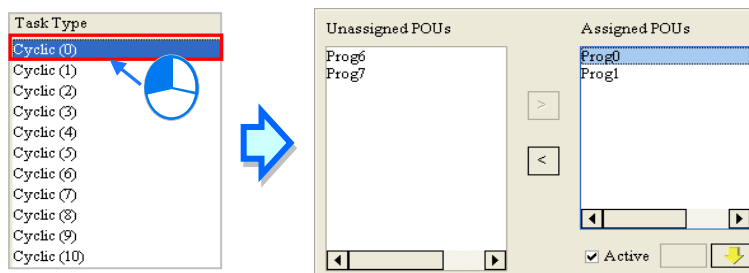 Task Type
Cyclic (0)
Cyclic (1)
Cyclic (2)
Cyclic (3)
Cyclic (4)
Cyclic (5)
Cyclic (6)
Cyclic (7)
Cyclic (8)
Cyclic (9)
Cyclic (10)
Unassigned POUs
Prog6
Prog7
>
<
Assigned POUs
Prog0
Prog1
Active